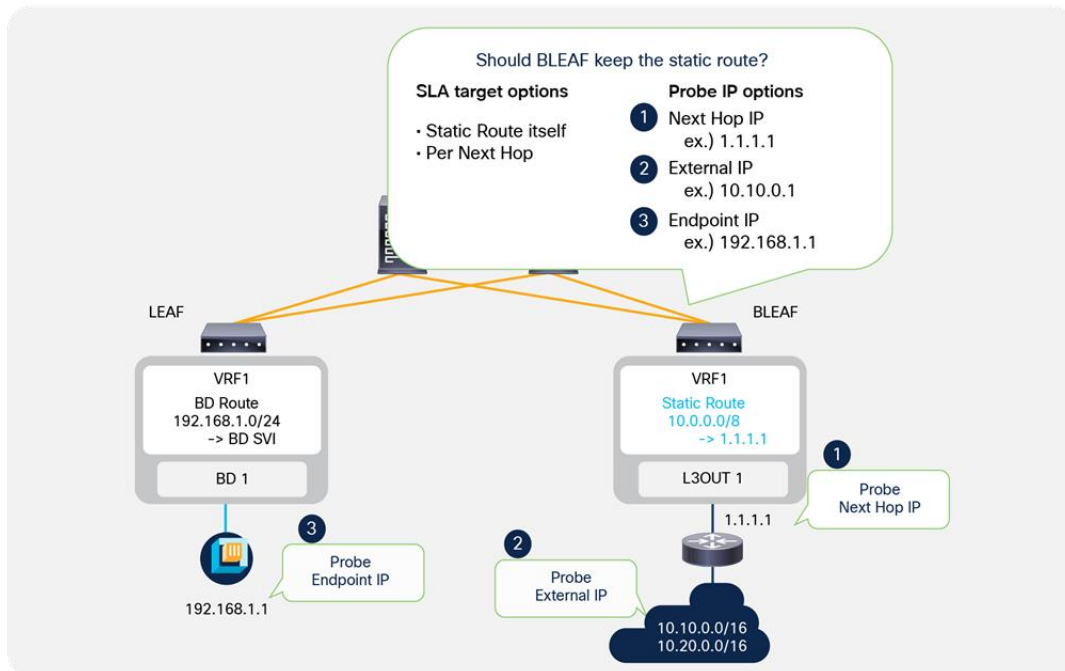 Should BLEAF keep the static route?
SLA target options
• Static Route itself
• Per Next Hop
Probe IP options
1 Next Hop IP
ex.) 1.1.1.1
2 External IP
ex.) 10.10.0.1
3 Endpoint IP
ex.) 192.168.1.1
LEAF
VRF1
BD Route
192.168.1.0/24
-> BD SVI
BD 1
3
Probe
Endpoint IP
192.168.1.1
BLEAF
VRF1
Static Route
10.0.0.0/8
-> 1.1.1.1
L3OUT 1
1
Probe
Next Hop IP
1.1.1.1
2
Probe
External IP
10.10.0.0/16
10.20.0.0/16